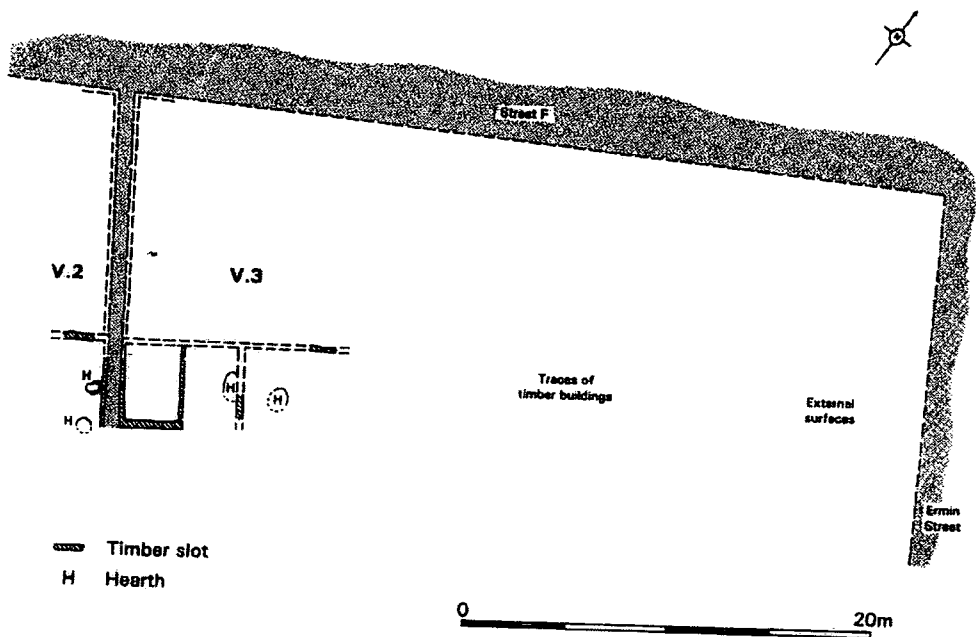 Street F
V.2
V.3
H
H
H
H
Traces of
timber buildings
External
surfaces
Ermin
Street
Timber slot
H Hearth
0 20m